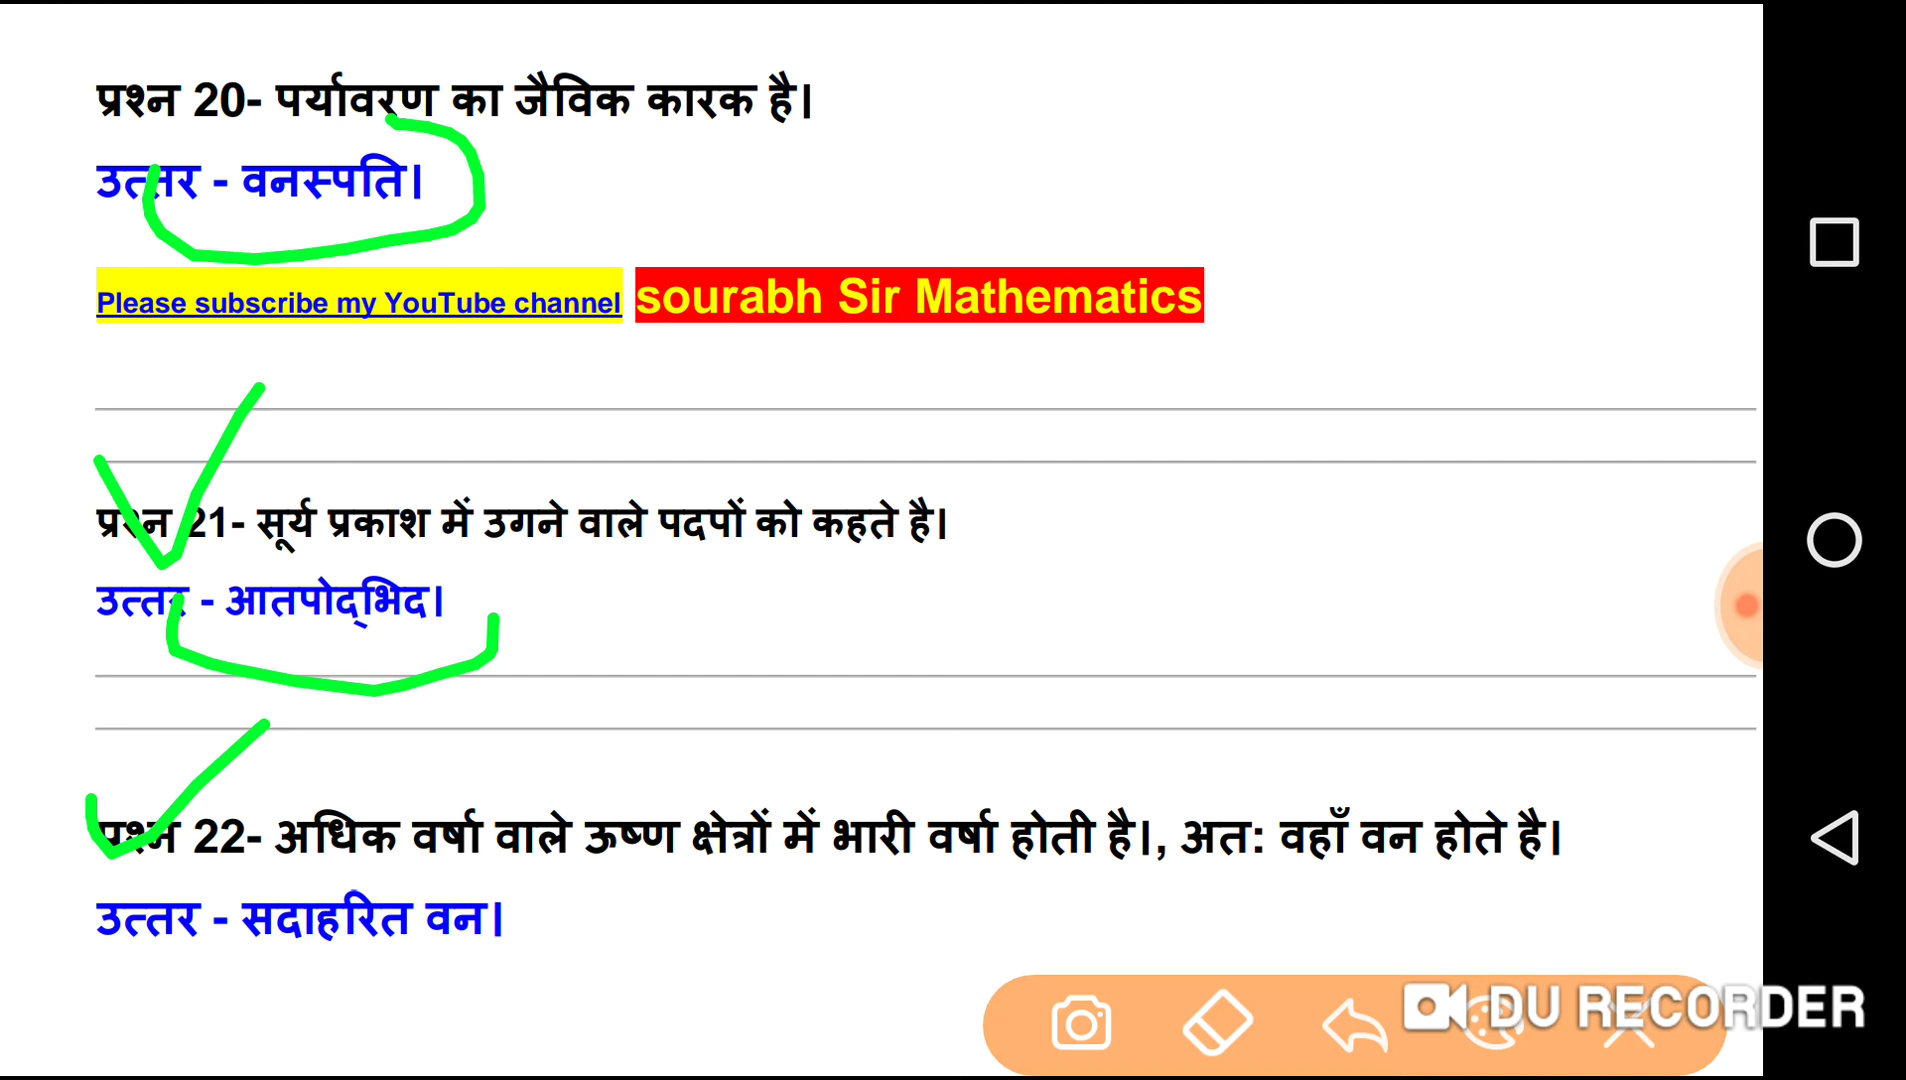 प्रश्न 20- पर्यावरण का जैविक कारक है।
उत्तर - वनस्पति।
Please subscribe my YouTube channel sourabh Sir Mathematics
प्रश्न 21- सूर्य प्रकाश में उगने वाले पदपों को कहते है।
उत्तर - आतपोद्भिद।
प्रश्न 22- अधिक वर्षा वाले ऊष्ण क्षेत्रों में भारी वर्षा होती है।, अत: वहाँ वन होते है।
उत्तर - सदाहरित वन।
DU RECORDER